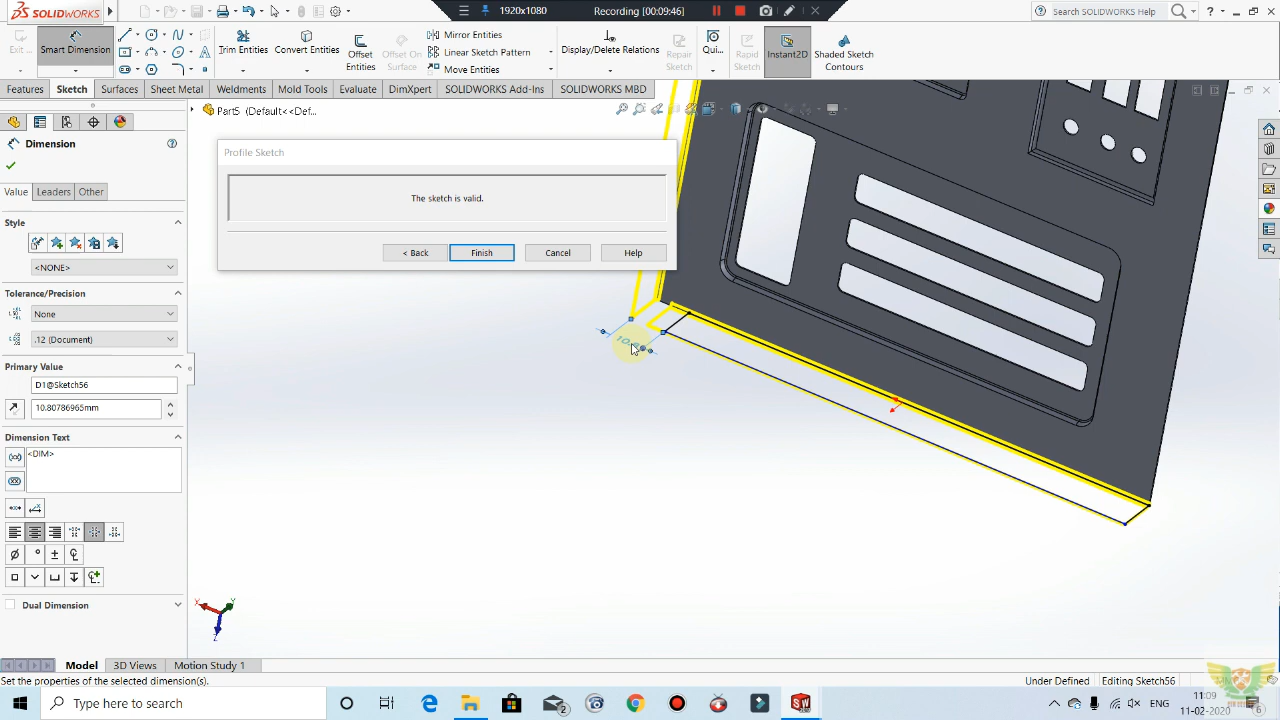 SOLIDWORKS
1920x1080
Recording [00:09:46]
Search SOLIDWORKS Help
Exit ...
Smart Dimension
Trim Entities
Convert Entities
Offset Entities
Offset On Surface
Mirror Entities
Linear Sketch Pattern
Move Entities
Display/Delete Relations
Repair Sketch
Qui...
Rapid Sketch
Instant2D
Shaded Sketch Contours
Features
Sketch
Surfaces
Sheet Metal
Weldments
Mold Tools
Evaluate
DimXpert
SOLIDWORKS Add-Ins
SOLIDWORKS MBD
Part5 (Default<<Def...
Dimension
Value
Leaders
Other
Profile Sketch
The sketch is valid.
< Back
Finish
Cancel
Help
Style
<NONE>
Tolerance/Precision
None
.12 (Document)
Primary Value
D1@Sketch56
10.80786965mm
Dimension Text
<DIM>
Dual Dimension
Model
3D Views
Motion Study 1
Set the properties of the selected dimension(s).
Under Defined
Editing Sketch56
Type here to search
ENG
11:09
11-02-2020